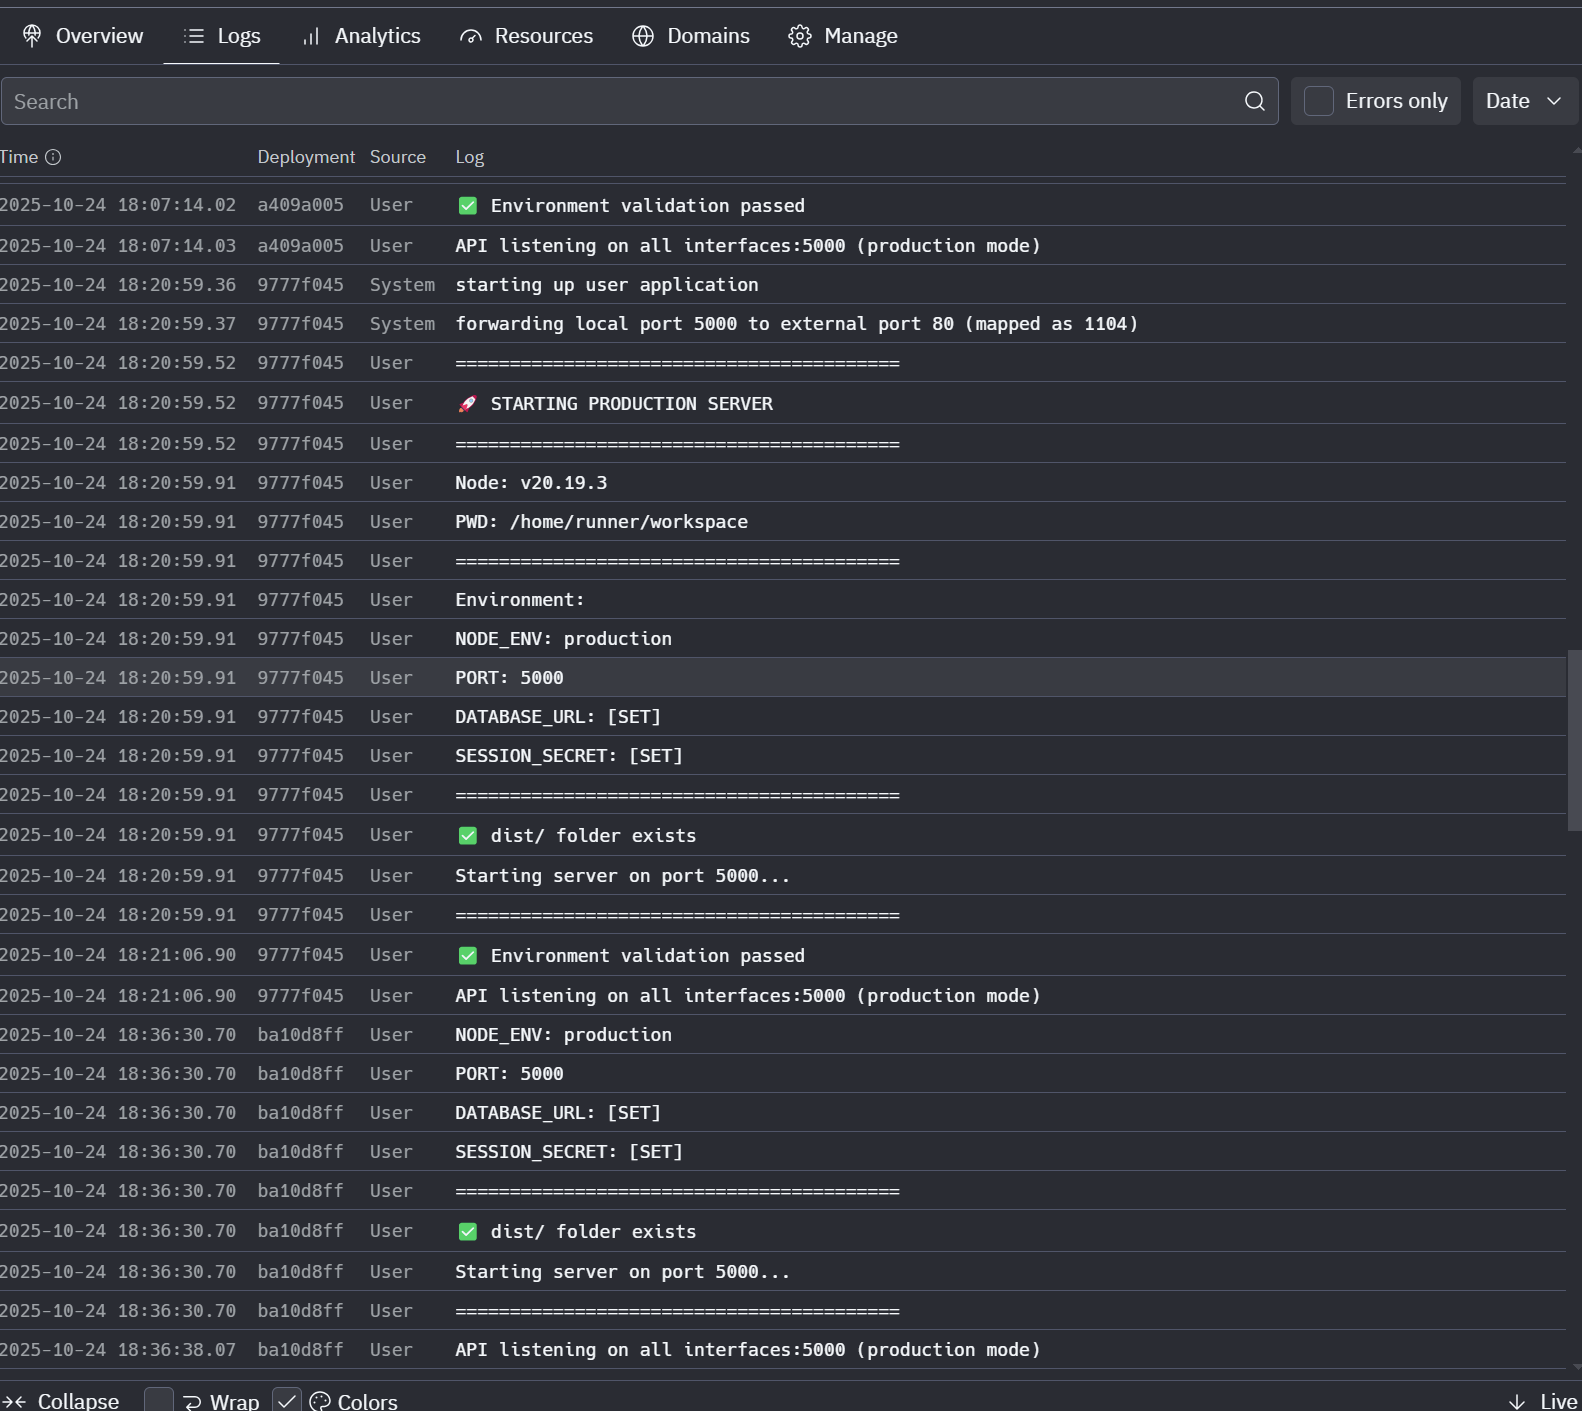 Overview Logs Analytics Resources Domains Manage
Search Errors only Date
Time Deployment Source Log
2025-10-24 18:07:14.02 a409a005 User ✅ Environment validation passed
2025-10-24 18:07:14.03 a409a005 User API listening on all interfaces:5000 (production mode)
2025-10-24 18:20:59.36 9777f045 System starting up user application
2025-10-24 18:20:59.37 9777f045 System forwarding local port 5000 to external port 80 (mapped as 1104)
2025-10-24 18:20:59.52 9777f045 User =========================================
2025-10-24 18:20:59.52 9777f045 User 🚀 STARTING PRODUCTION SERVER
2025-10-24 18:20:59.52 9777f045 User =========================================
2025-10-24 18:20:59.91 9777f045 User Node: v20.19.3
2025-10-24 18:20:59.91 9777f045 User PWD: /home/runner/workspace
2025-10-24 18:20:59.91 9777f045 User =========================================
2025-10-24 18:20:59.91 9777f045 User Environment:
2025-10-24 18:20:59.91 9777f045 User NODE_ENV: production
2025-10-24 18:20:59.91 9777f045 User PORT: 5000
2025-10-24 18:20:59.91 9777f045 User DATABASE_URL: [SET]
2025-10-24 18:20:59.91 9777f045 User SESSION_SECRET: [SET]
2025-10-24 18:20:59.91 9777f045 User =========================================
2025-10-24 18:20:59.91 9777f045 User ✅ dist/ folder exists
2025-10-24 18:20:59.91 9777f045 User Starting server on port 5000...
2025-10-24 18:20:59.91 9777f045 User =========================================
2025-10-24 18:21:06.90 9777f045 User ✅ Environment validation passed
2025-10-24 18:21:06.90 9777f045 User API listening on all interfaces:5000 (production mode)
2025-10-24 18:36:30.70 ba10d8ff User NODE_ENV: production
2025-10-24 18:36:30.70 ba10d8ff User PORT: 5000
2025-10-24 18:36:30.70 ba10d8ff User DATABASE_URL: [SET]
2025-10-24 18:36:30.70 ba10d8ff User SESSION_SECRET: [SET]
2025-10-24 18:36:30.70 ba10d8ff User =========================================
2025-10-24 18:36:30.70 ba10d8ff User ✅ dist/ folder exists
2025-10-24 18:36:30.70 ba10d8ff User Starting server on port 5000...
2025-10-24 18:36:30.70 ba10d8ff User =========================================
2025-10-24 18:36:38.07 ba10d8ff User API listening on all interfaces:5000 (production mode)
Collapse Wrap Colors Live